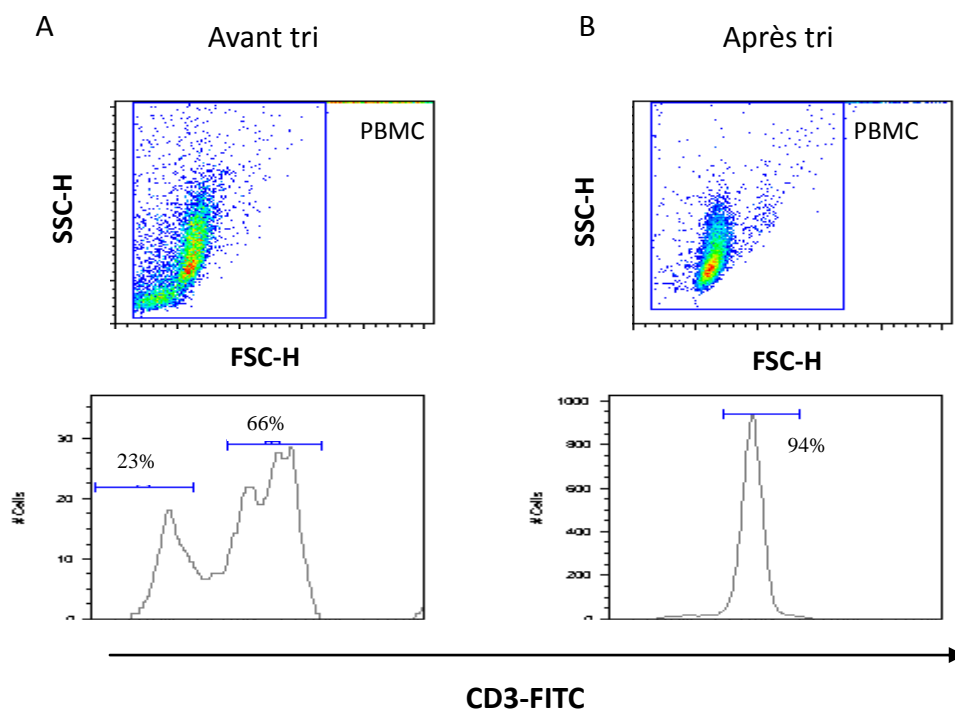 A
Avant tri
B
Après tri
PBMC
SSC-H
FSC-H
PBMC
SSC-H
FSC-H
30
20
10
0
# Cells
23%
66%
1000
800
600
400
200
0
# Cells
94%
CD3-FITC